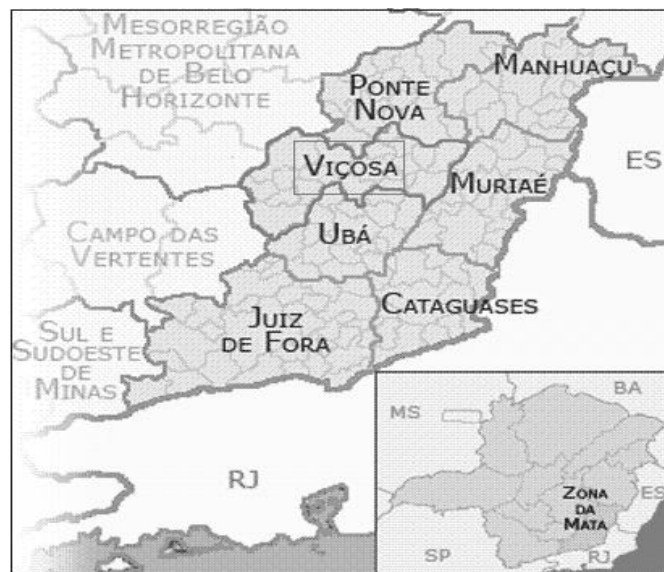 MESORREGIÃO
METROPOLITANA
DE BELO
HORIZONTE
PONTE
NOVA
MANHUAÇU
VIÇOSA
MURIAÉ
ES
CAMPO DAS
VERTENTES
UBÁ
SUL E
SUDOESTE
DE
MINAS
JUIZ
DE FORA
CATAGUASES
RJ
MS
BA
ZONA
DA
MATA
ES
SP
RJ